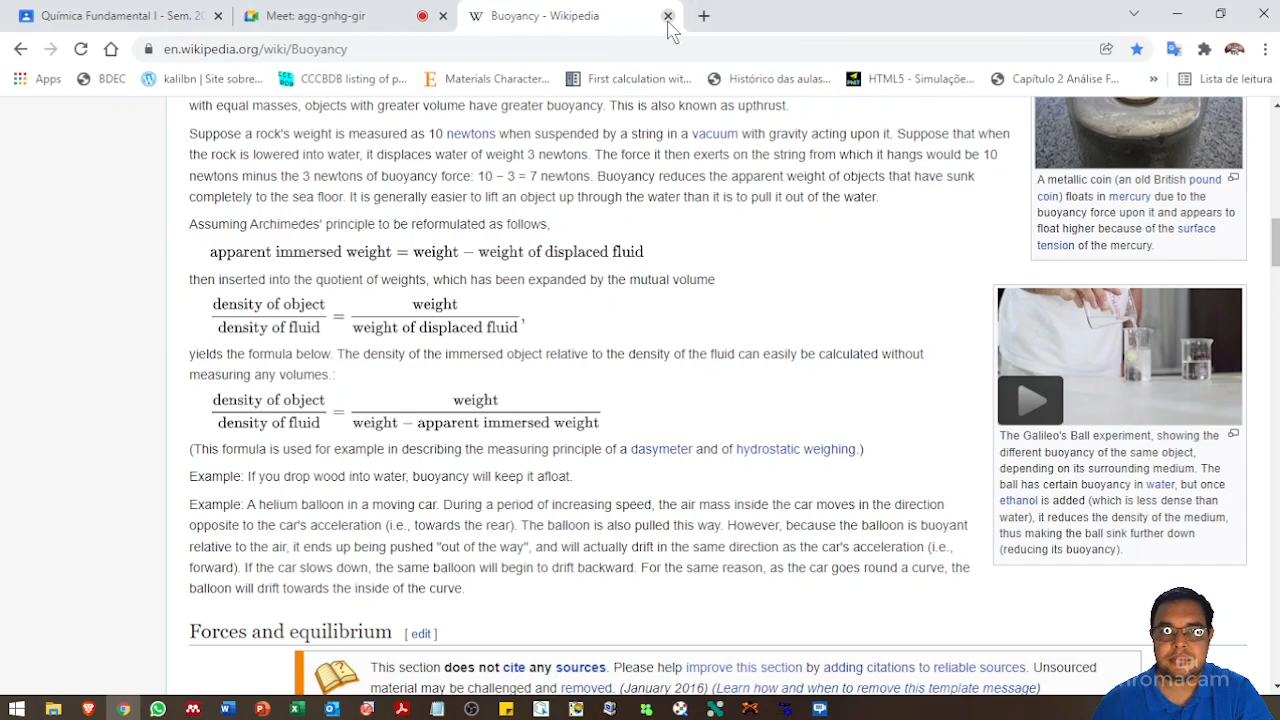 Química Fundamental I - Sem. 20
Meet: agg-gnhg-gir
Buoyancy - Wikipedia
en.wikipedia.org/wiki/Buoyancy
Apps
BDEC
kalilbn | Site sobre...
CCCBDB listing of p...
Materials Character...
First calculation wit...
Histórico das aulas...
HTML5 - Simulaçõe...
Capítulo 2 Análise F...
»
Lista de leitura
with equal masses, objects with greater volume have greater buoyancy. This is also known as upthrust.
Suppose a rock's weight is measured as 10 newtons when suspended by a string in a vacuum with gravity acting upon it. Suppose that when
the rock is lowered into water, it displaces water of weight 3 newtons. The force it then exerts on the string from which it hangs would be 10
newtons minus the 3 newtons of buoyancy force: 10 − 3 = 7 newtons. Buoyancy reduces the apparent weight of objects that have sunk
completely to the sea floor. It is generally easier to lift an object up through the water than it is to pull it out of the water.
Assuming Archimedes' principle to be reformulated as follows,
apparent immersed weight = weight − weight of displaced fluid
then inserted into the quotient of weights, which has been expanded by the mutual volume
density of object / density of fluid = weight / weight of displaced fluid,
yields the formula below. The density of the immersed object relative to the density of the fluid can easily be calculated without
measuring any volumes.:
density of object / density of fluid = weight / weight − apparent immersed weight
(This formula is used for example in describing the measuring principle of a dasymeter and of hydrostatic weighing.)
Example: If you drop wood into water, buoyancy will keep it afloat.
Example: A helium balloon in a moving car. During a period of increasing speed, the air mass inside the car moves in the direction
opposite to the car's acceleration (i.e., towards the rear). The balloon is also pulled this way. However, because the balloon is buoyant
relative to the air, it ends up being pushed "out of the way", and will actually drift in the same direction as the car's acceleration (i.e.,
forward). If the car slows down, the same balloon will begin to drift backward. For the same reason, as the car goes round a curve, the
balloon will drift towards the inside of the curve.
Forces and equilibrium [ edit ]
This section does not cite any sources. Please help improve this section by adding citations to reliable sources. Unsourced
material may be challenged and removed. (January 2016) (Learn how and when to remove this template message)
A metallic coin (an old British pound
coin) floats in mercury due to the
buoyancy force upon it and appears to
float higher because of the surface
tension of the mercury.
The Galileo's Ball experiment, showing the
different buoyancy of the same object,
depending on its surrounding medium. The
ball has certain buoyancy in water, but once
ethanol is added (which is less dense than
water), it reduces the density of the medium,
thus making the ball sink further down
(reducing its buoyancy).